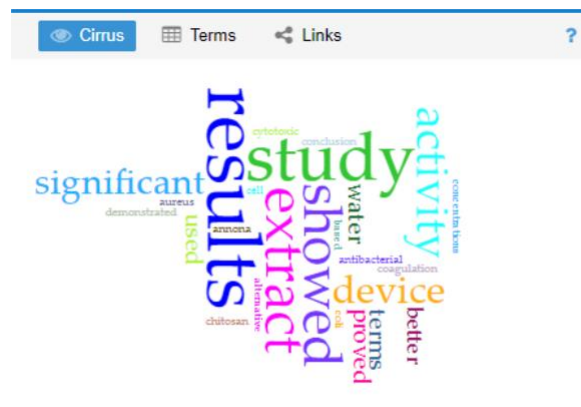 Cirrus Terms Links ?
results
cytotoxic
conclusion
study
activity
concentrations
significant
cell
aureus
demonstrated
used
annona
extract
showed
based
water
antibacterial
coagulation
device
chitosan
alternative
coli
proved
terms
better